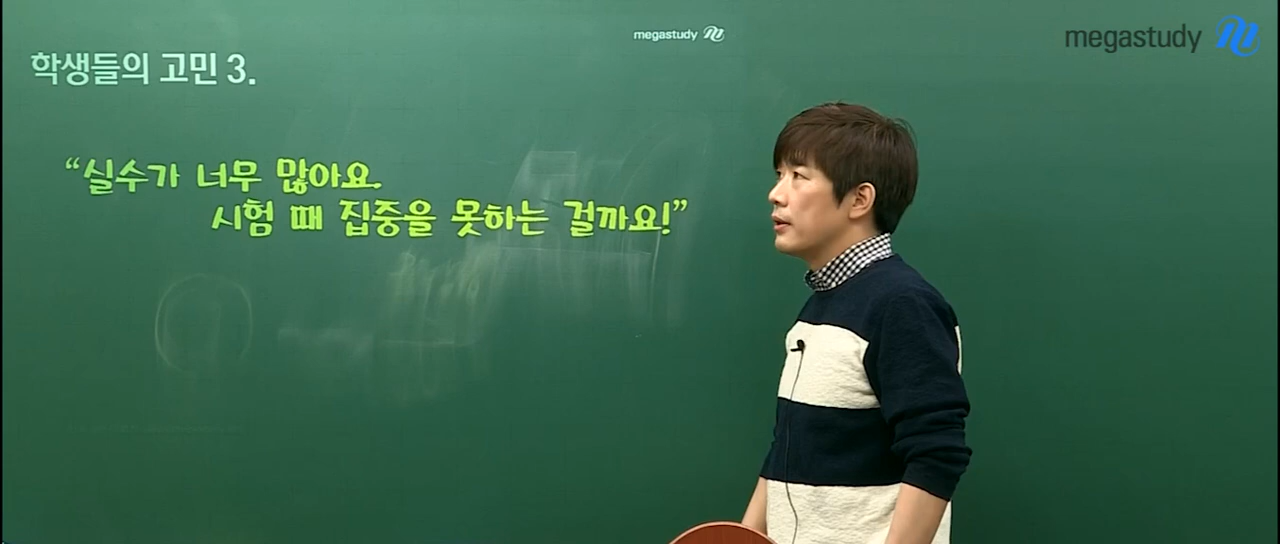 megastudy
megastudy
학생들의 고민 3.
“실수가 너무 많아요.
시험 때 집중을 못하는 걸까요!”